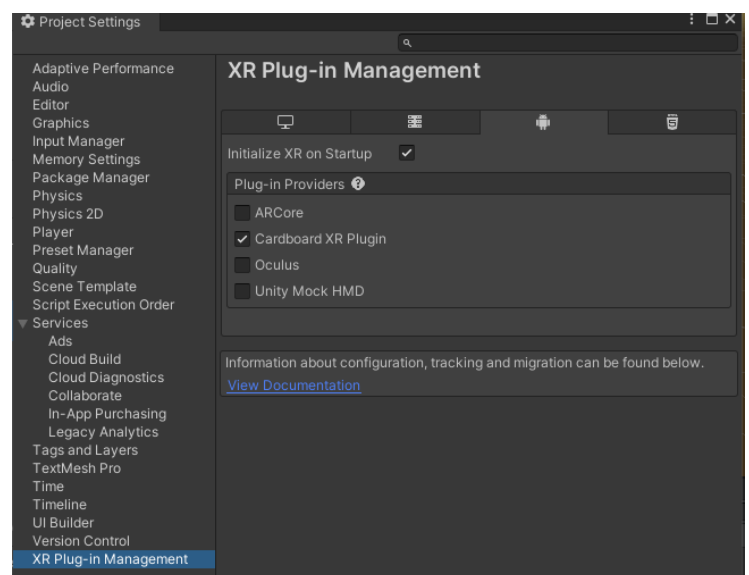 Project Settings
XR Plug-in Management
Adaptive Performance
Audio
Editor
Graphics
Input Manager
Memory Settings
Package Manager
Physics
Physics 2D
Player
Preset Manager
Quality
Scene Template
Script Execution Order
Services
Ads
Cloud Build
Cloud Diagnostics
Collaborate
In-App Purchasing
Legacy Analytics
Tags and Layers
TextMesh Pro
Time
Timeline
UI Builder
Version Control
XR Plug-in Management
Initialize XR on Startup
Plug-in Providers
ARCore
Cardboard XR Plugin
Oculus
Unity Mock HMD
Information about configuration, tracking and migration can be found below.
View Documentation